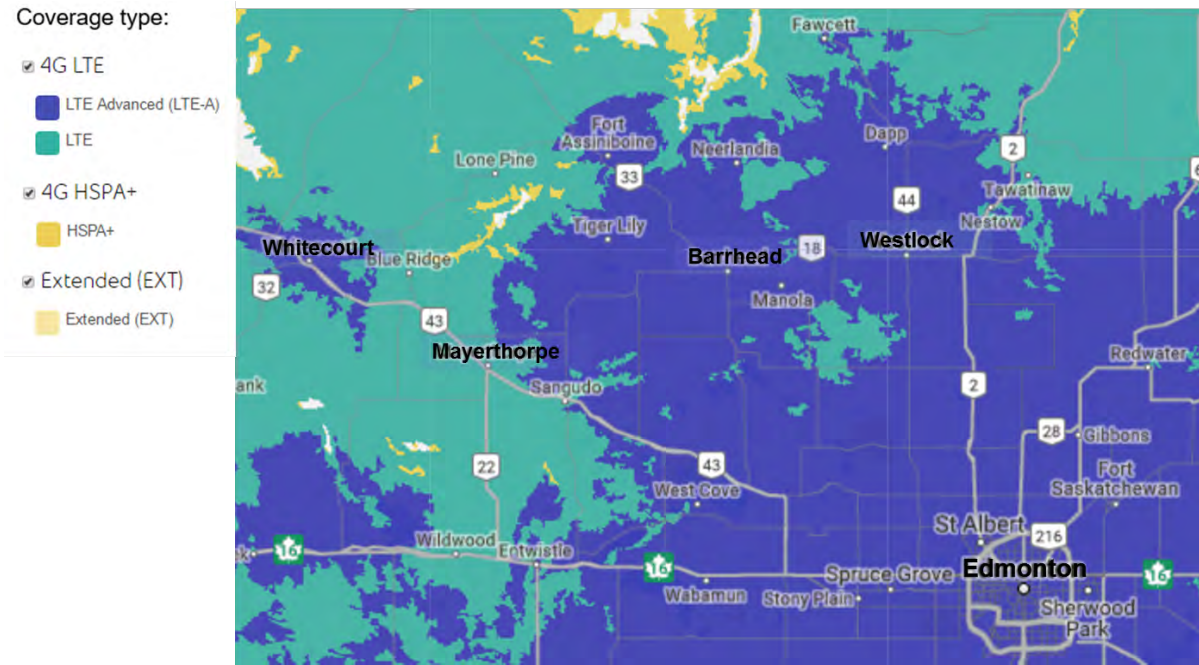 Coverage type:
4G LTE
LTE Advanced (LTE-A)
LTE
4G HSPA+
HSPA+
Extended (EXT)
Extended (EXT)
Fawcett
Fort
Assiniboine
Dapp
Neerlandia
2
Lone Pine
33
6
Tawatinaw
44
Nestow
Tiger Lily
Whitecourt
Blue Ridge
Barrhead
18
Westlock
32
Manola
43
Mayerthorpe
Redwater
ank
Sangudo
2
28
Gibbons
22
43
Fort
Saskatchewan
West Cove
St Albert
216
16
Wildwood
Entwistle
16
Spruce Grove
Edmonton
16
Wabamun
Stony Plain
Sherwood
Park